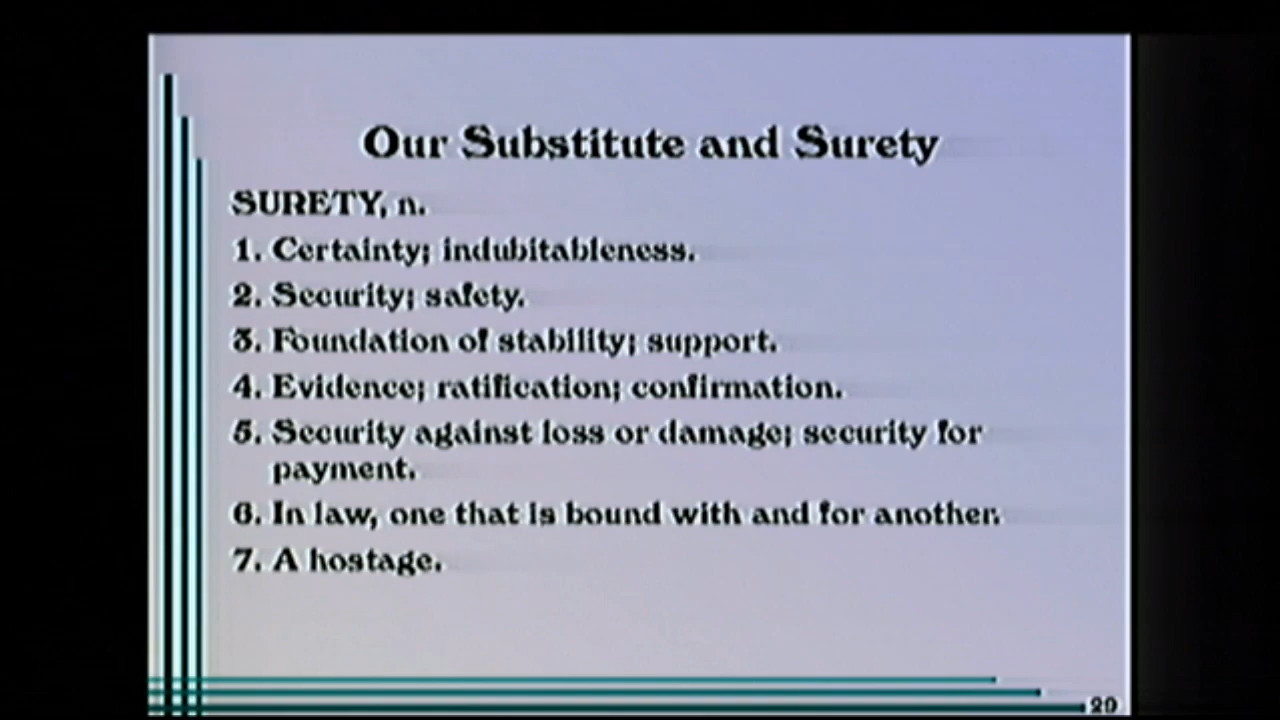 Our Substitute and Surety
SURETY, n.
1. Certainty; indubitableness.
2. Security; safety.
3. Foundation of stability; support.
4. Evidence; ratification; confirmation.
5. Security against loss or damage; security for
payment.
6. In law, one that is bound with and for another.
7. A hostage.
20